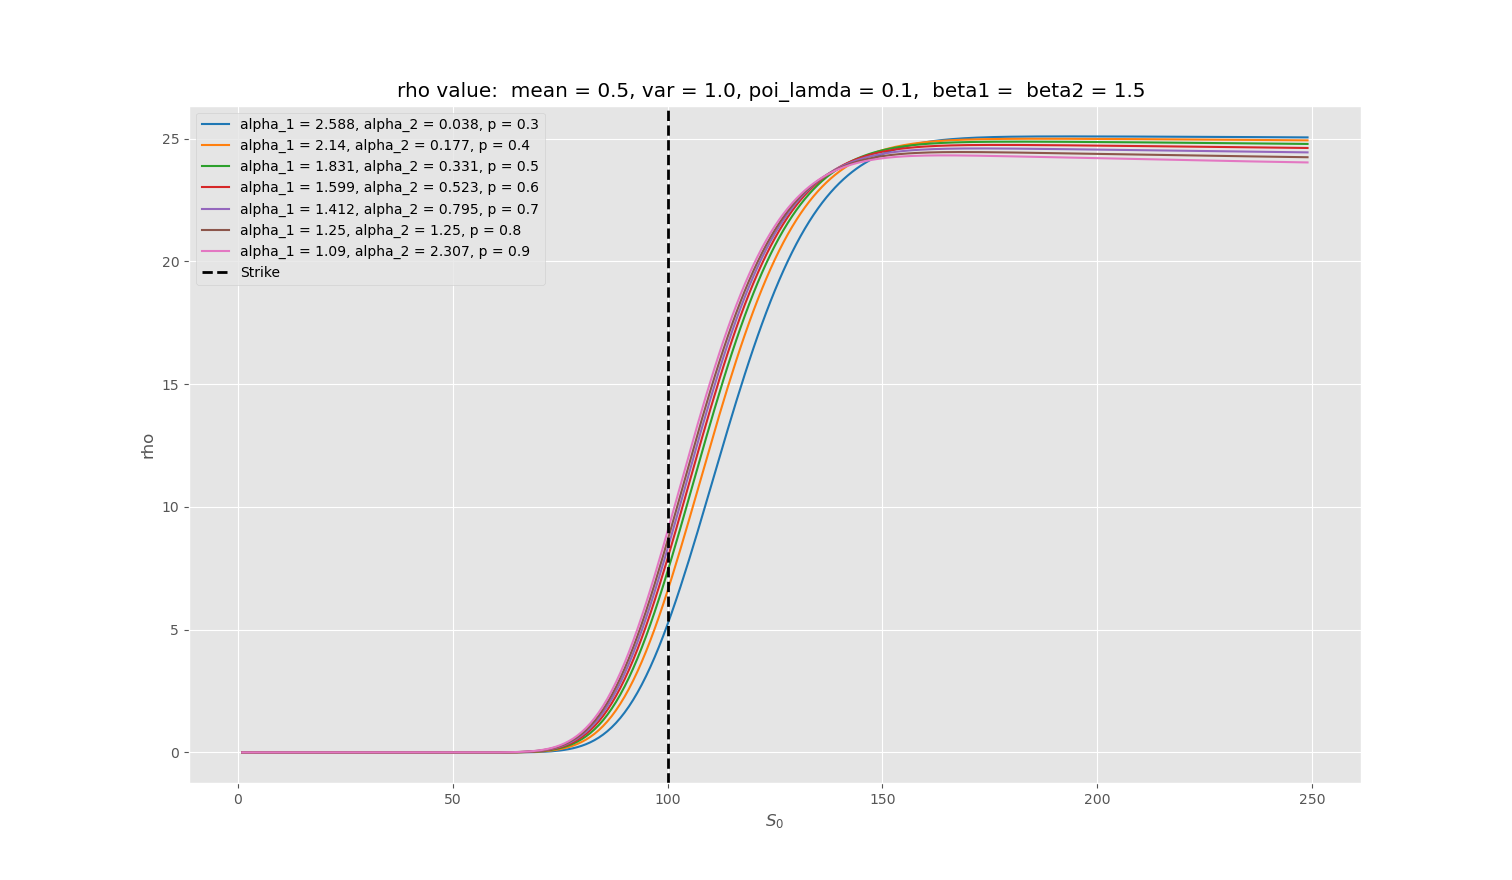 rho value:  mean = 0.5, var = 1.0, poi_lamda = 0.1,  beta1 =  beta2 = 1.5
alpha_1 = 2.588, alpha_2 = 0.038, p = 0.3
alpha_1 = 2.14, alpha_2 = 0.177, p = 0.4
alpha_1 = 1.831, alpha_2 = 0.331, p = 0.5
alpha_1 = 1.599, alpha_2 = 0.523, p = 0.6
alpha_1 = 1.412, alpha_2 = 0.795, p = 0.7
alpha_1 = 1.25, alpha_2 = 1.25, p = 0.8
alpha_1 = 1.09, alpha_2 = 2.307, p = 0.9
Strike
25
20
15
10
5
0
rho
0 50 100 150 200 250
S₀